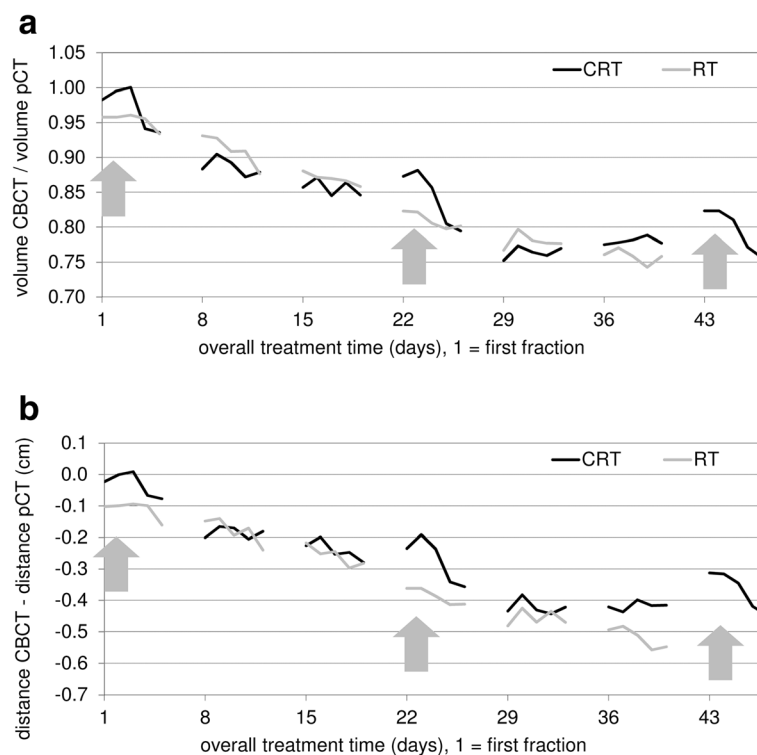 a
volume CBCT / volume pCT
1.05
1.00
0.95
0.90
0.85
0.80
0.75
0.70
CRT RT
1 8 15 22 29 36 43
overall treatment time (days), 1 = first fraction
b
distance CBCT - distance pCT (cm)
0.1
0.0
-0.1
-0.2
-0.3
-0.4
-0.5
-0.6
-0.7
CRT RT
1 8 15 22 29 36 43
overall treatment time (days), 1 = first fraction